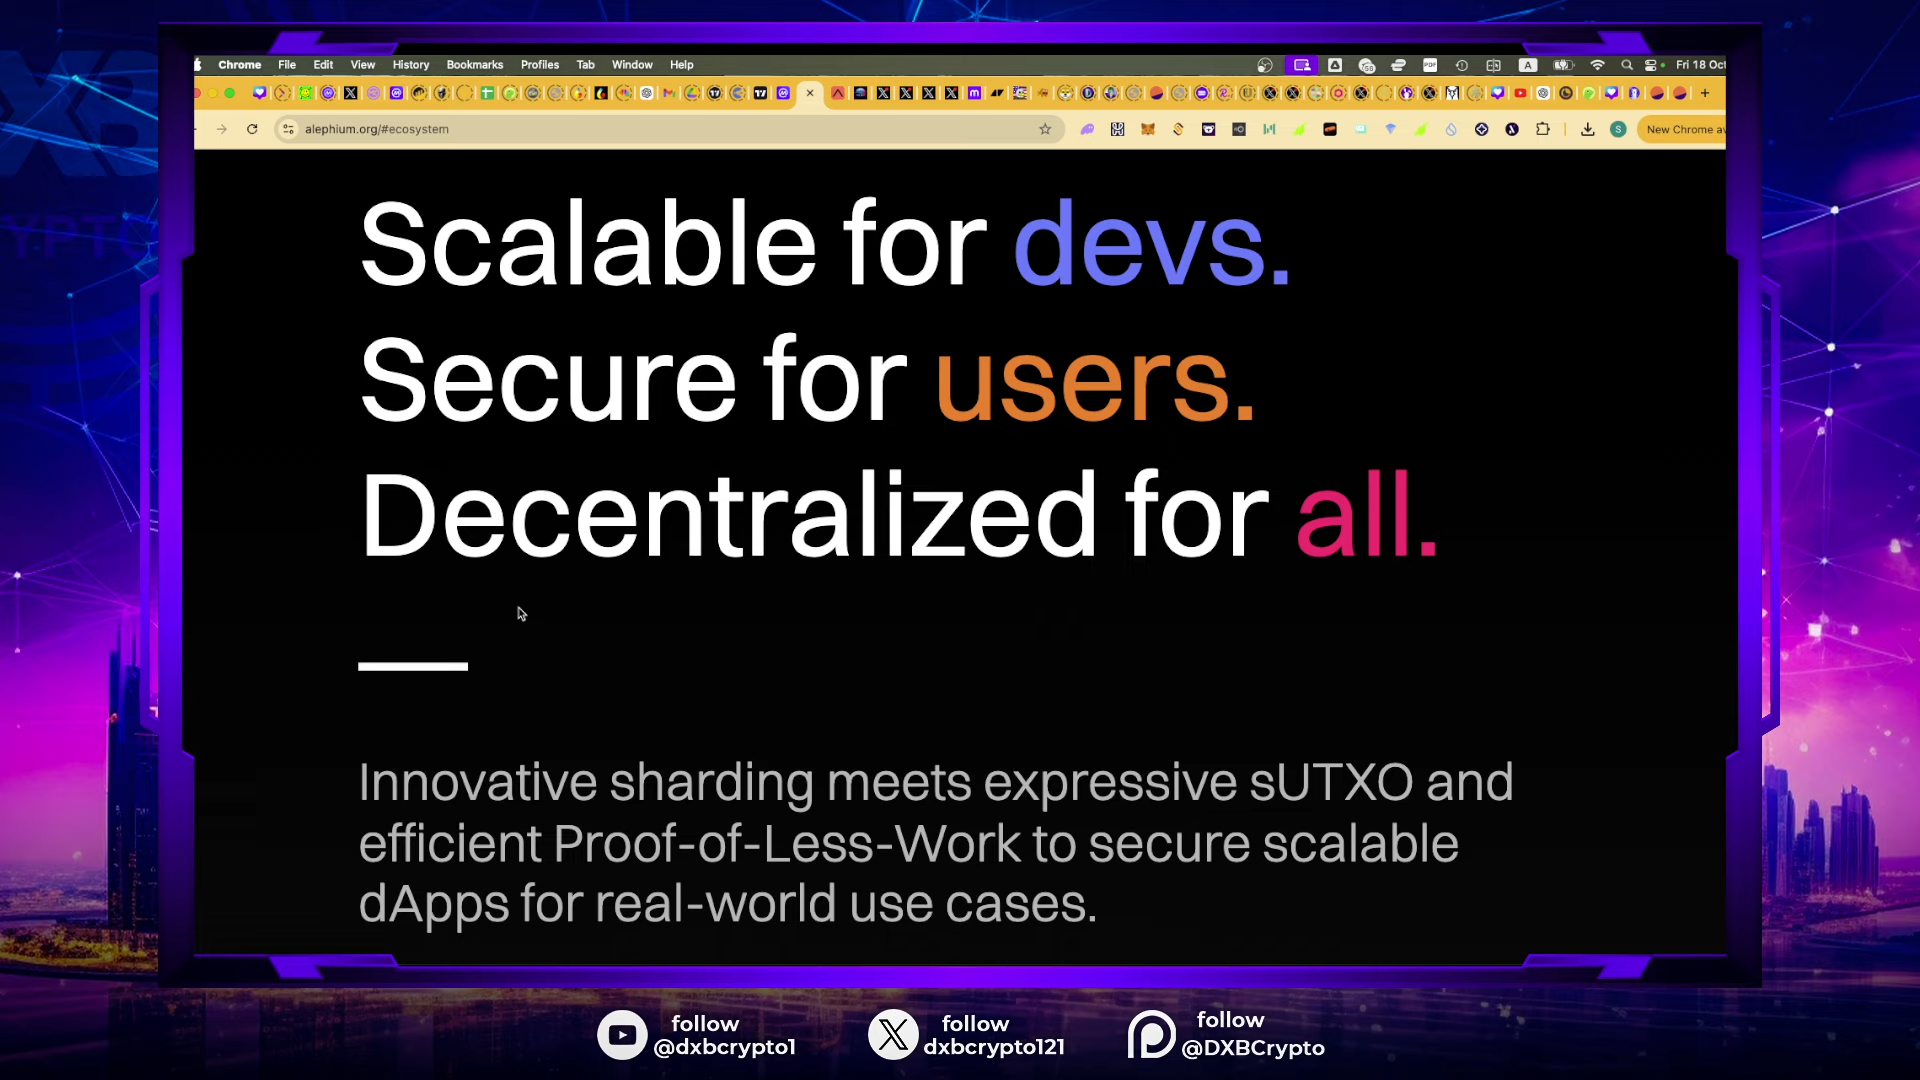 Chrome File Edit View History Bookmarks Profiles Tab Window Help
Fri 18 Oct
alephium.org/#ecosystem
New Chrome av
Scalable for devs.
Secure for users.
Decentralized for all.
Innovative sharding meets expressive sUTXO and
efficient Proof-of-Less-Work to secure scalable
dApps for real-world use cases.
follow
@dxbcrypto1
follow
dxbcrypto121
follow
@DXBCrypto